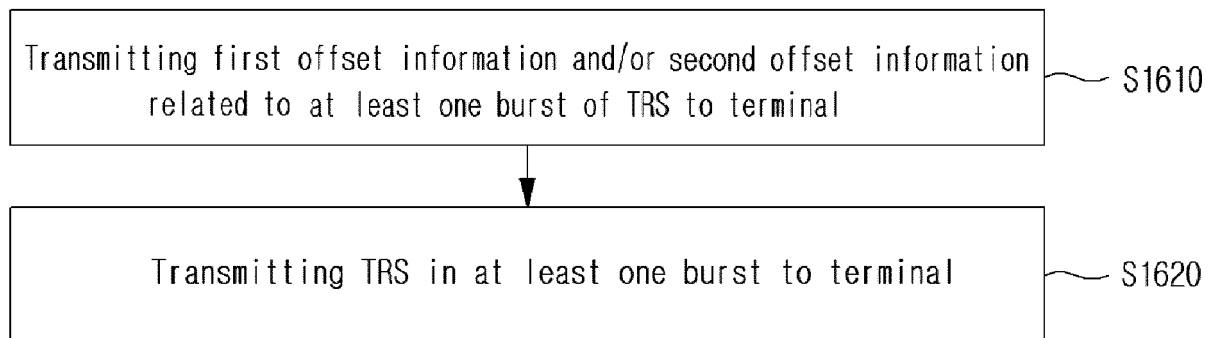 Transmitting first offset information and/or second offset information
related to at least one burst of TRS to terminal
S1610
Transmitting TRS in at least one burst to terminal
S1620